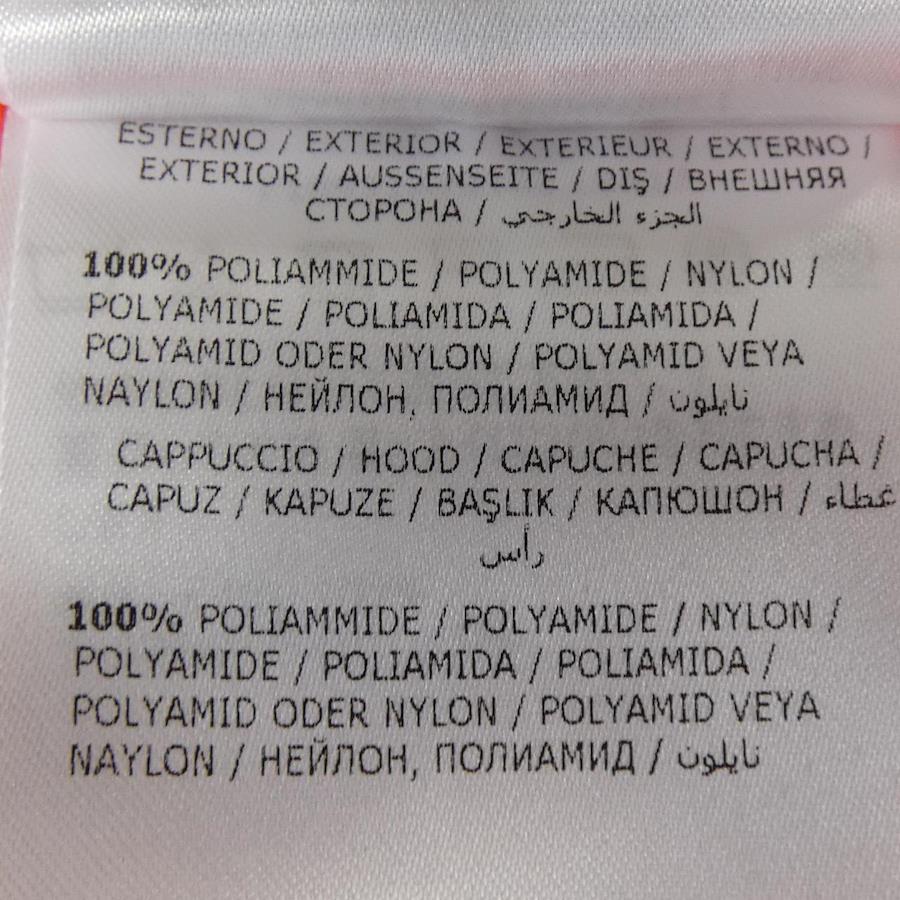 ESTERNO / EXTERIOR / EXTERIEUR / EXTERNO /
EXTERIOR / AUSSENSEITE / DIŞ / ВНЕШНЯЯ
СТОРОНА / الجزء الخارجي
100% POLIAMMIDE / POLYAMIDE / NYLON /
POLYAMIDE / POLIAMIDA / POLIAMIDA /
POLYAMID ODER NYLON / POLYAMID VEYA
NAYLON / НЕЙЛОН, ПОЛИАМИД / نايلون
CAPPUCCIO / HOOD / CAPUCHE / CAPUCHA /
CAPUZ / KAPUZE / BAŞLIK / КАПЮШОН / غطاء
رأس
100% POLIAMMIDE / POLYAMIDE / NYLON /
POLYAMIDE / POLIAMIDA / POLIAMIDA /
POLYAMID ODER NYLON / POLYAMID VEYA
NAYLON / НЕЙЛОН, ПОЛИАМИД / نايلون